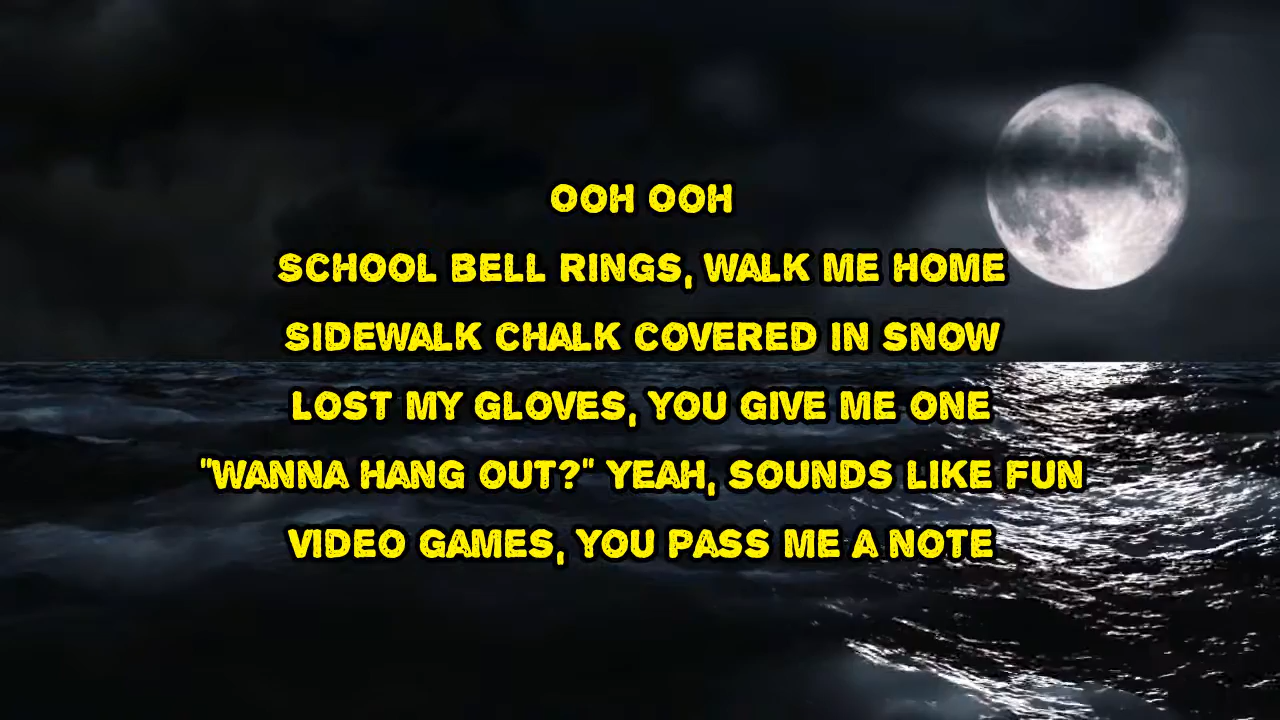 OOH OOH
SCHOOL BELL RINGS, WALK ME HOME
SIDEWALK CHALK COVERED IN SNOW
LOST MY GLOVES, YOU GIVE ME ONE
"WANNA HANG OUT?" YEAH, SOUNDS LIKE FUN
VIDEO GAMES, YOU PASS ME A NOTE